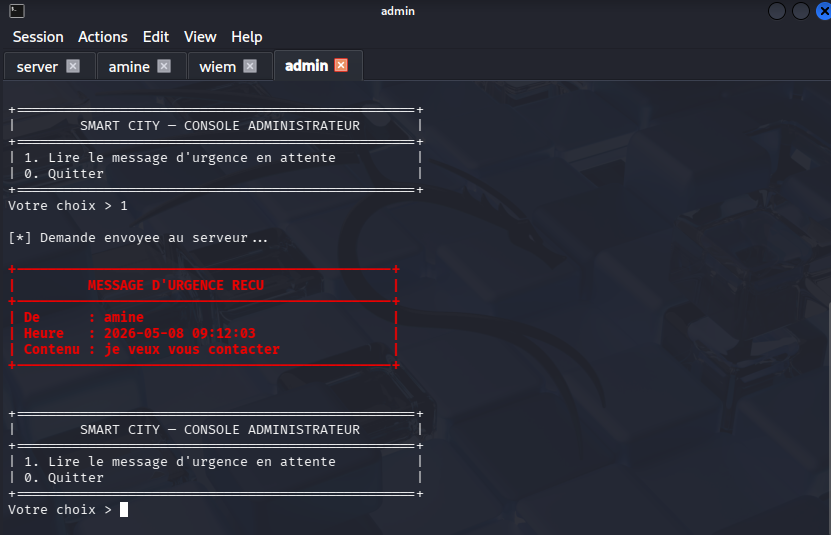 admin
Session Actions Edit View Help
server amine wiem admin
+==================================================+
| SMART CITY — CONSOLE ADMINISTRATEUR |
+==================================================+
| 1. Lire le message d'urgence en attente |
| 0. Quitter |
+==================================================+
Votre choix > 1
[*] Demande envoyee au serveur...
+-----------------------------------------------+
| MESSAGE D'URGENCE RECU |
+-----------------------------------------------+
| De : amine |
| Heure : 2026-05-08 09:12:03 |
| Contenu : je veux vous contacter |
+-----------------------------------------------+
+==================================================+
| SMART CITY — CONSOLE ADMINISTRATEUR |
+==================================================+
| 1. Lire le message d'urgence en attente |
| 0. Quitter |
+==================================================+
Votre choix >